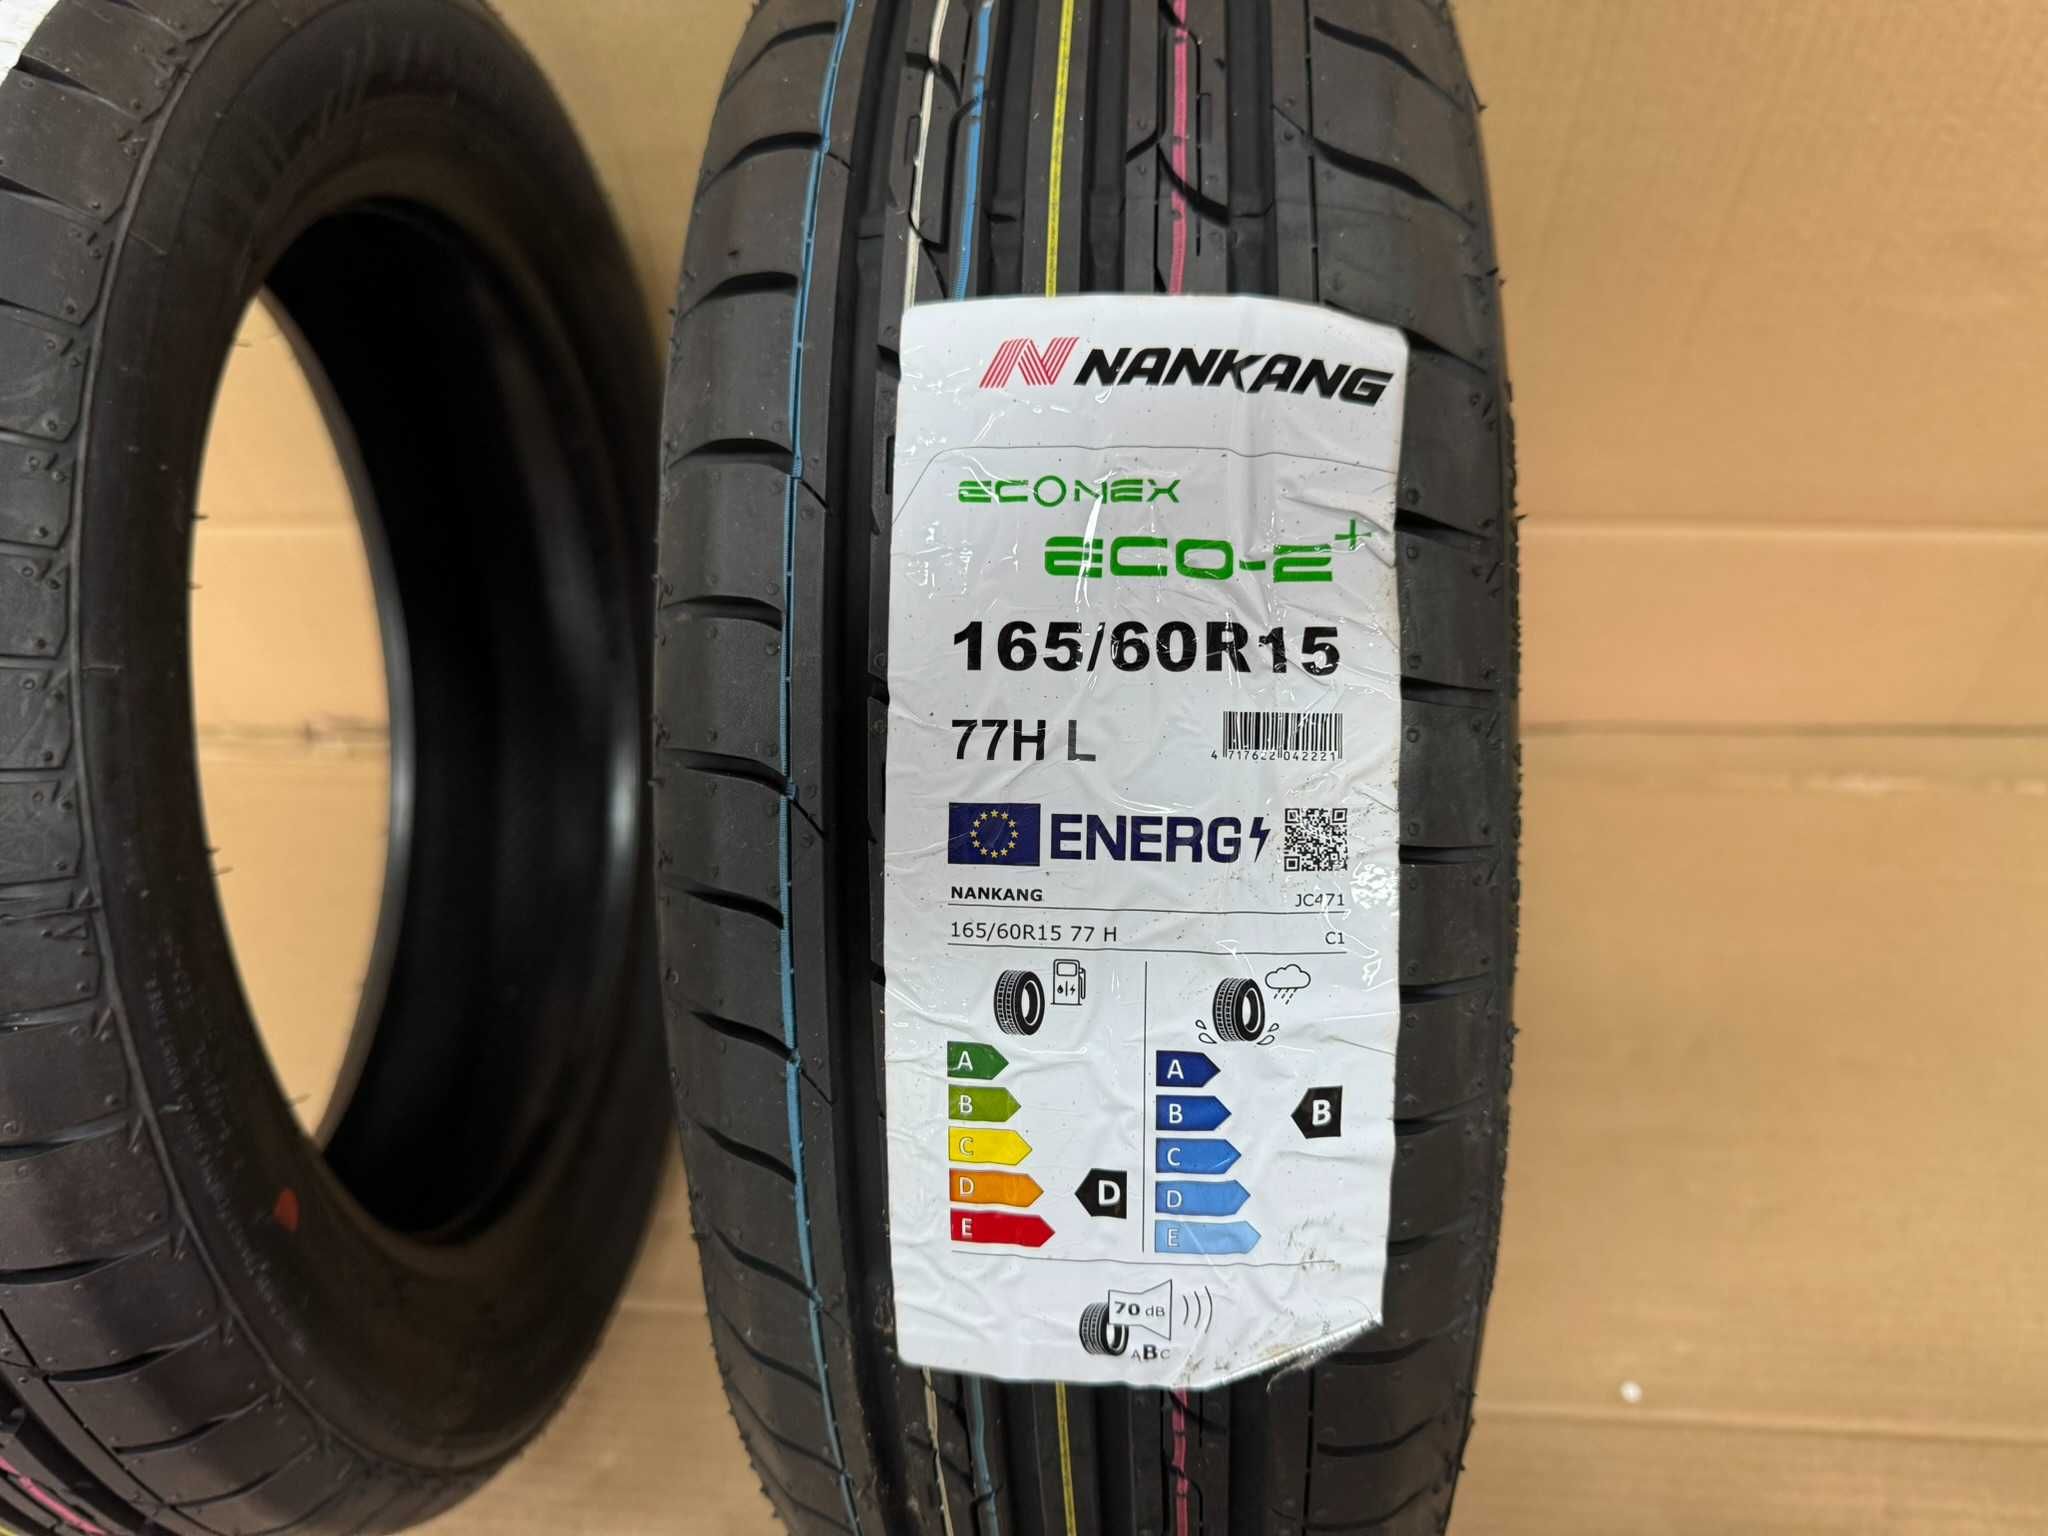 NANKANG
ECONEX
ECO-2+
165/60R15
77H L
4 717622 042221
ENERG
NANKANG JC471
165/60R15 77 H C1
A A
B B B
C C
D D D
E E
70 dB
ABC